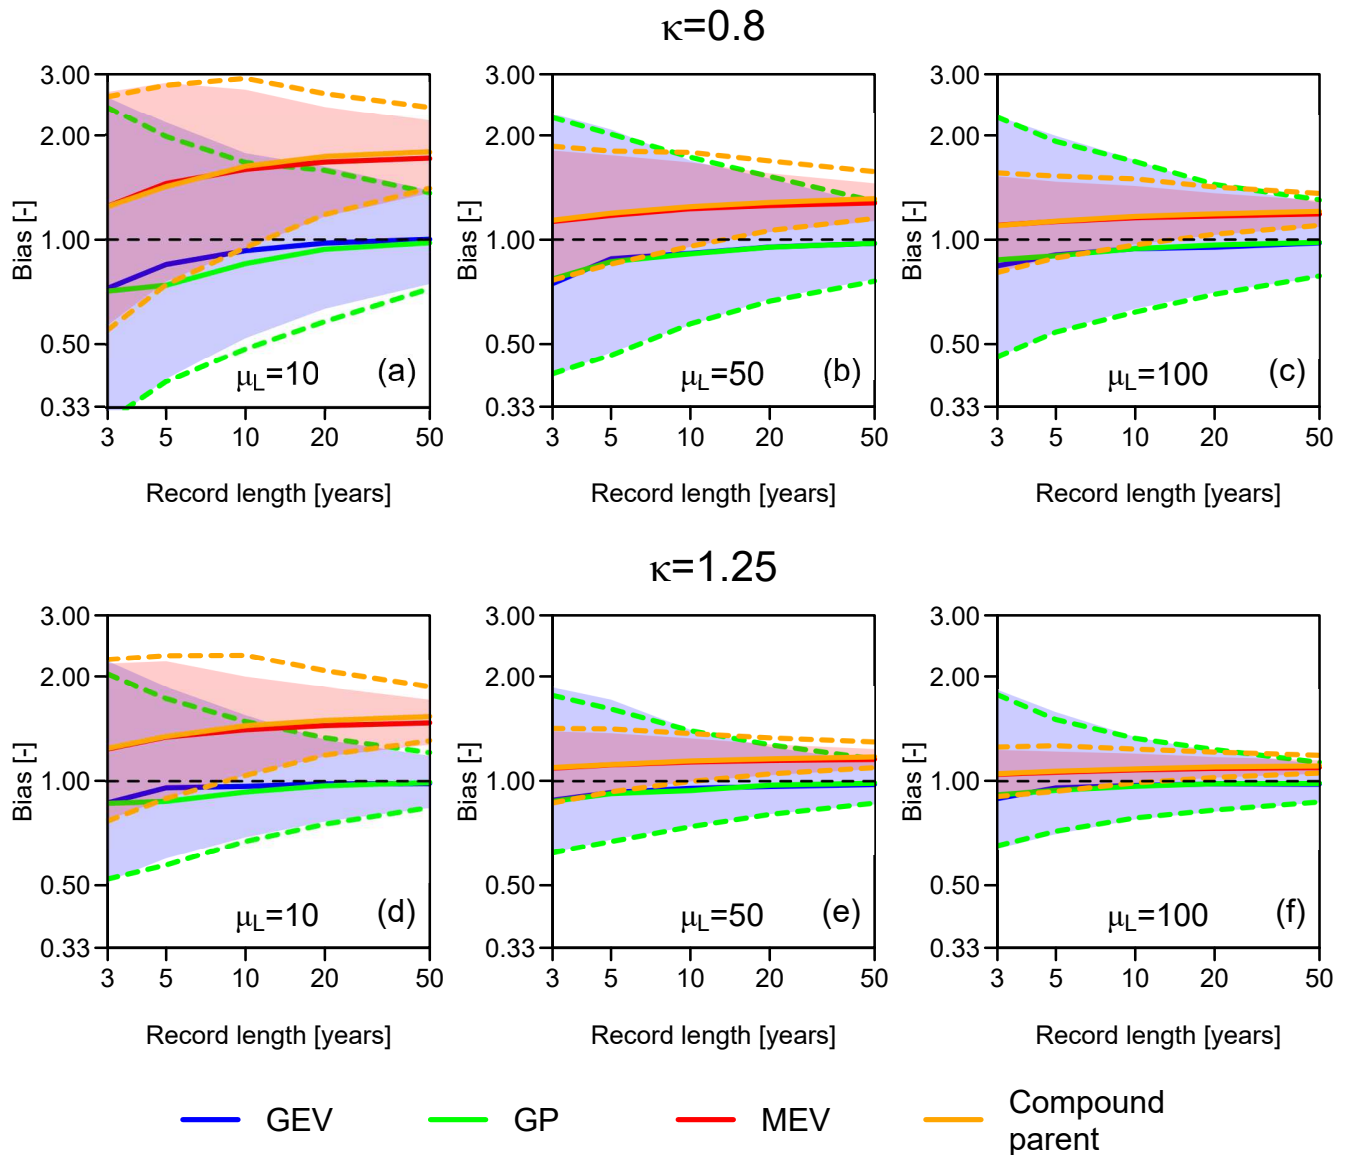 κ=0.8
3.00
2.00
1.00
0.50
0.33
Bias [-]
μL=10
(a)
3 5 10 20 50
Record length [years]
3.00
2.00
1.00
0.50
0.33
Bias [-]
μL=50
(b)
3 5 10 20 50
Record length [years]
3.00
2.00
1.00
0.50
0.33
Bias [-]
μL=100
(c)
3 5 10 20 50
Record length [years]
κ=1.25
3.00
2.00
1.00
0.50
0.33
Bias [-]
μL=10
(d)
3 5 10 20 50
Record length [years]
3.00
2.00
1.00
0.50
0.33
Bias [-]
μL=50
(e)
3 5 10 20 50
Record length [years]
3.00
2.00
1.00
0.50
0.33
Bias [-]
μL=100
(f)
3 5 10 20 50
Record length [years]
GEV
GP
MEV
Compound
parent